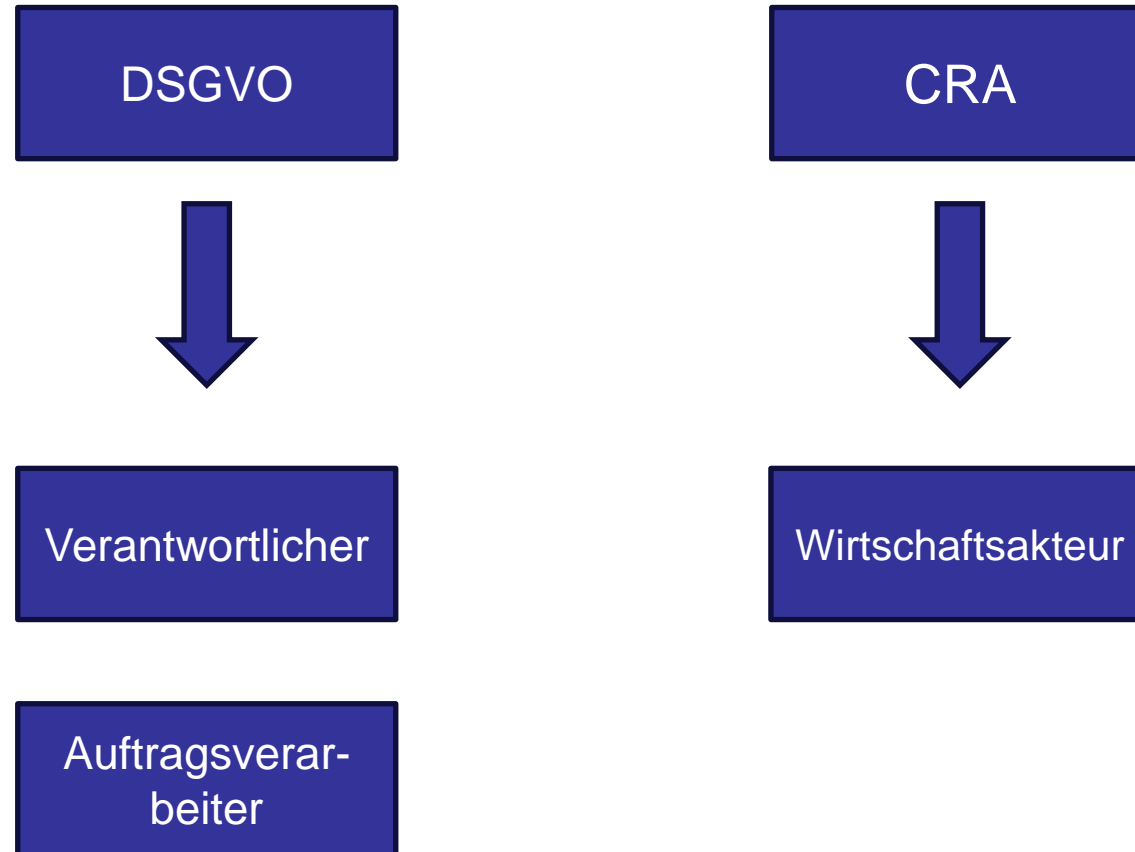 DSGVO
CRA
Verantwortlicher
Wirtschaftsakteur
Auftragsverar-
beiter